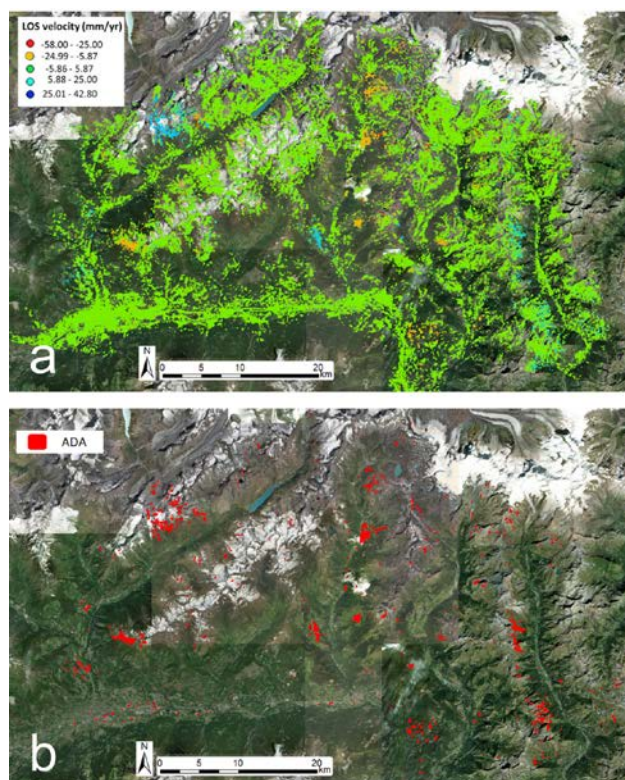 LOS velocity (mm/yr)
-58.00 - -25.00
-24.99 - -5.87
-5.86 - 5.87
5.88 - 25.00
25.01 - 42.80
N
0 5 10 20
km
a
ADA
N
0 5 10 20
km
b